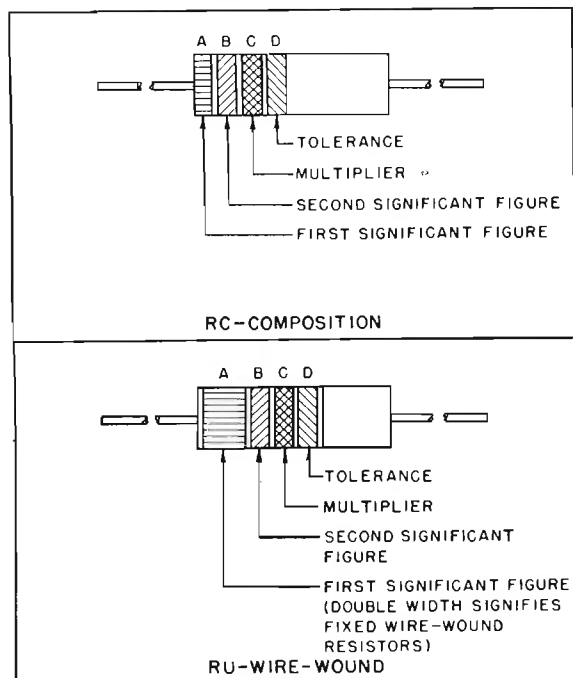 A B C D
TOLERANCE
MULTIPLIER
SECOND SIGNIFICANT FIGURE
FIRST SIGNIFICANT FIGURE
RC-COMPOSITION
A B C D
TOLERANCE
MULTIPLIER
SECOND SIGNIFICANT
FIGURE
FIRST SIGNIFICANT FIGURE
(DOUBLE WIDTH SIGNIFIES
FIXED WIRE-WOUND
RESISTORS)
RU-WIRE-WOUND